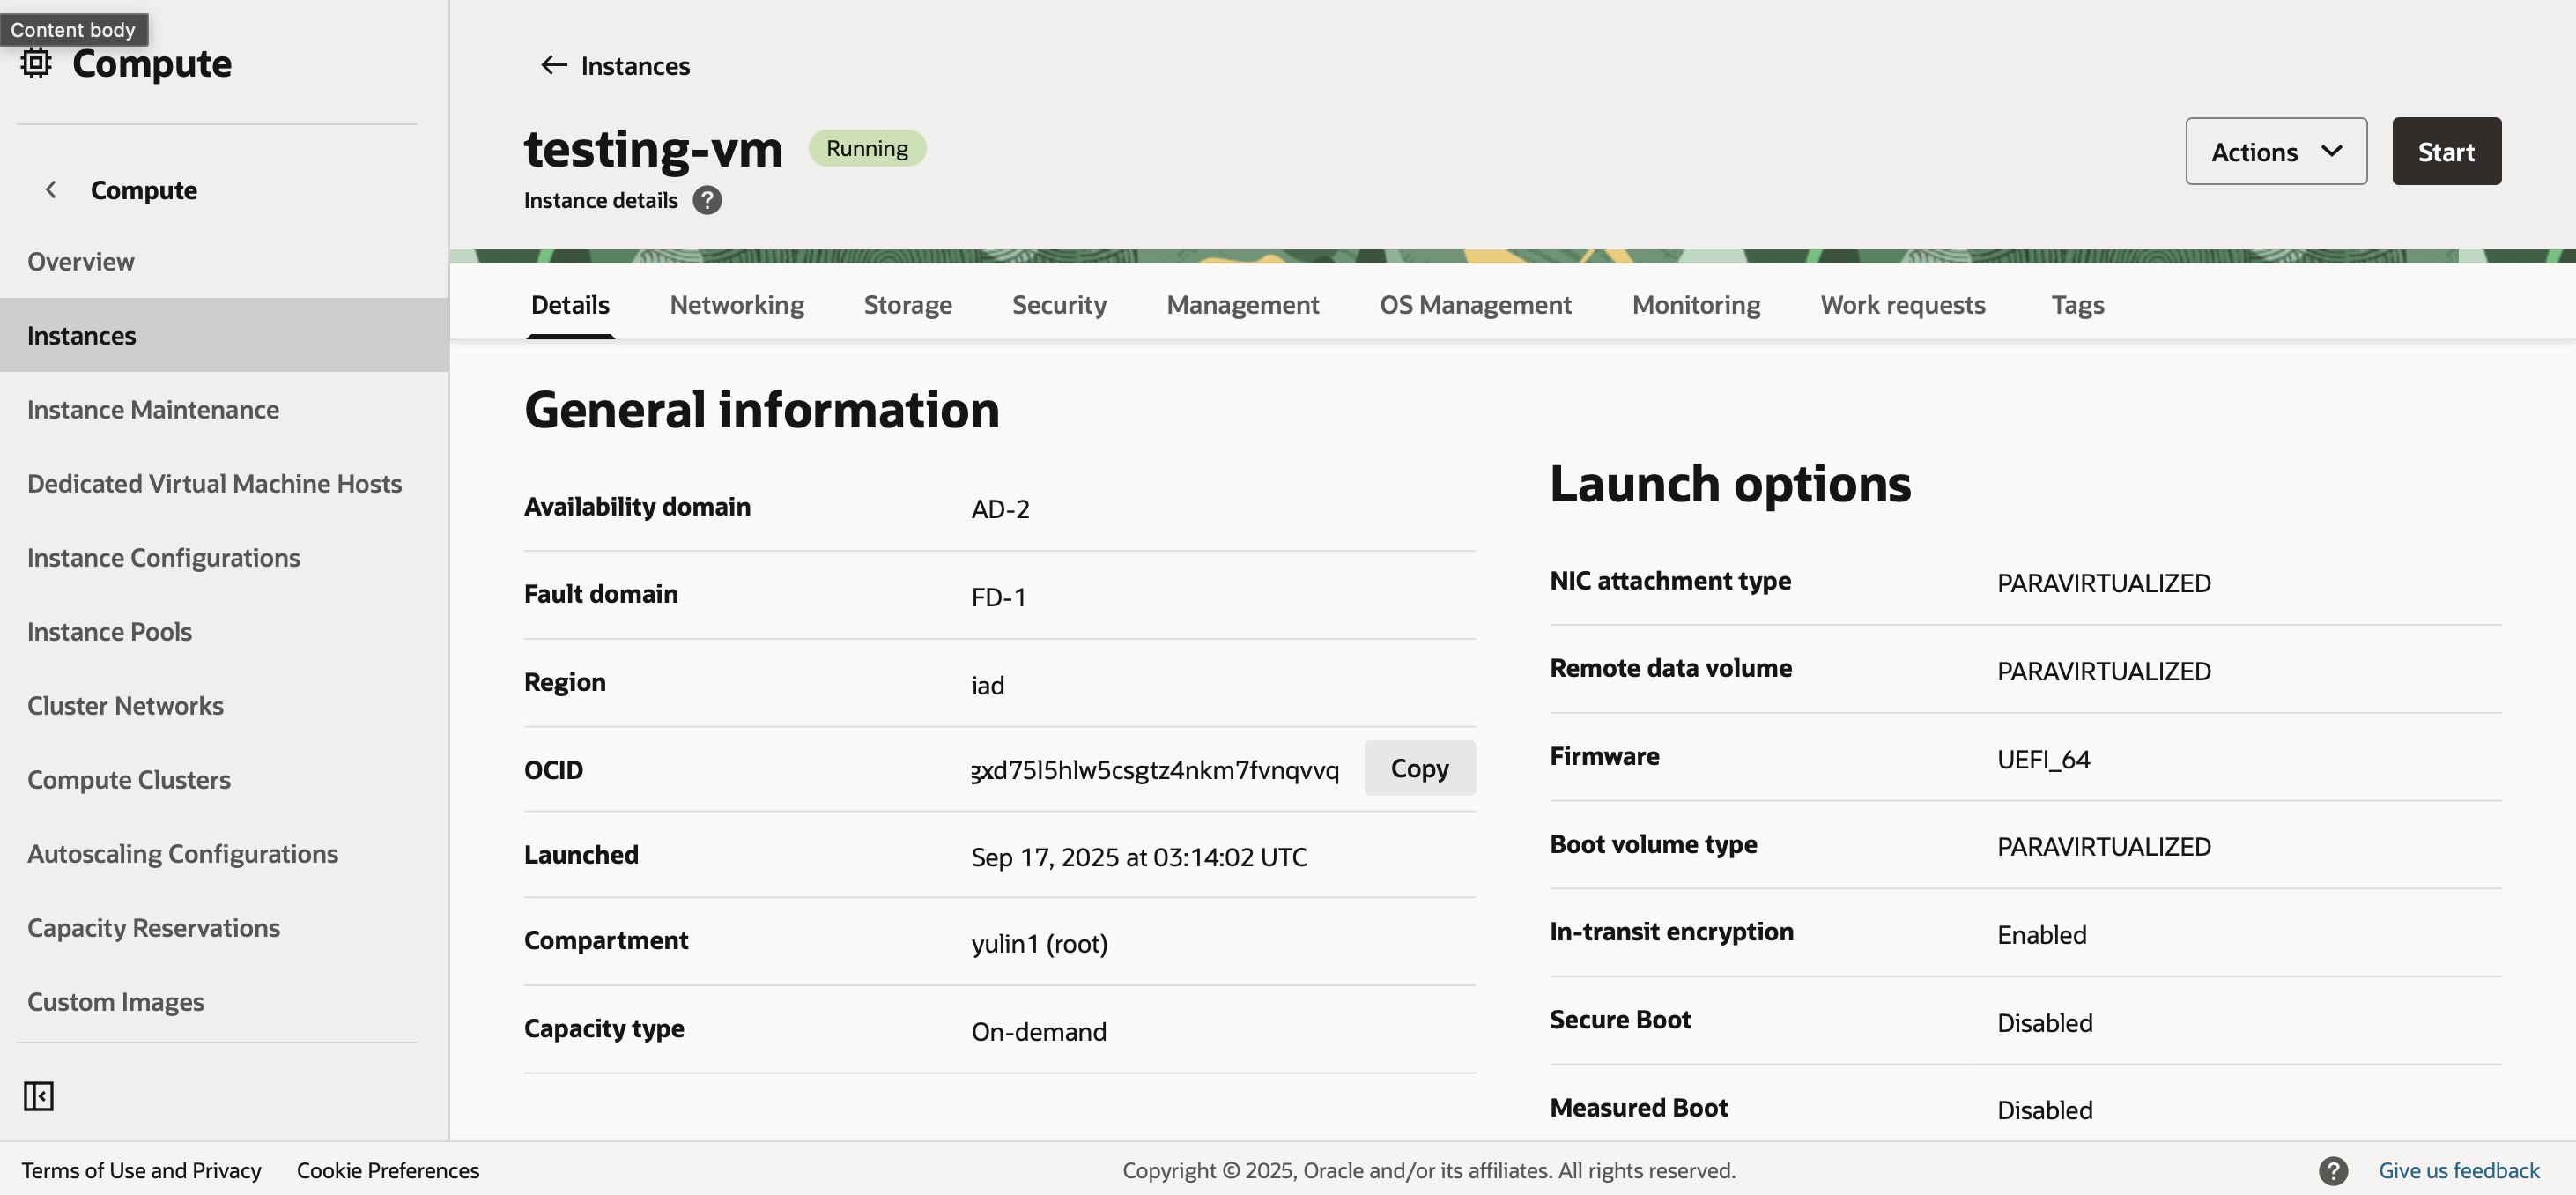 Content body
Compute
Compute
Overview
Instances
Instance Maintenance
Dedicated Virtual Machine Hosts
Instance Configurations
Instance Pools
Cluster Networks
Compute Clusters
Autoscaling Configurations
Capacity Reservations
Custom Images
Instances
testing-vm Running
Instance details ?
Actions Start
Details Networking Storage Security Management OS Management Monitoring Work requests Tags
General information
Availability domain AD-2
Fault domain FD-1
Region iad
OCID gxd75l5hlw5csgtz4nkm7fvnqvvq Copy
Launched Sep 17, 2025 at 03:14:02 UTC
Compartment yulin1 (root)
Capacity type On-demand
Launch options
NIC attachment type PARAVIRTUALIZED
Remote data volume PARAVIRTUALIZED
Firmware UEFI_64
Boot volume type PARAVIRTUALIZED
In-transit encryption Enabled
Secure Boot Disabled
Measured Boot Disabled
Terms of Use and Privacy Cookie Preferences Copyright © 2025, Oracle and/or its affiliates. All rights reserved. ? Give us feedback